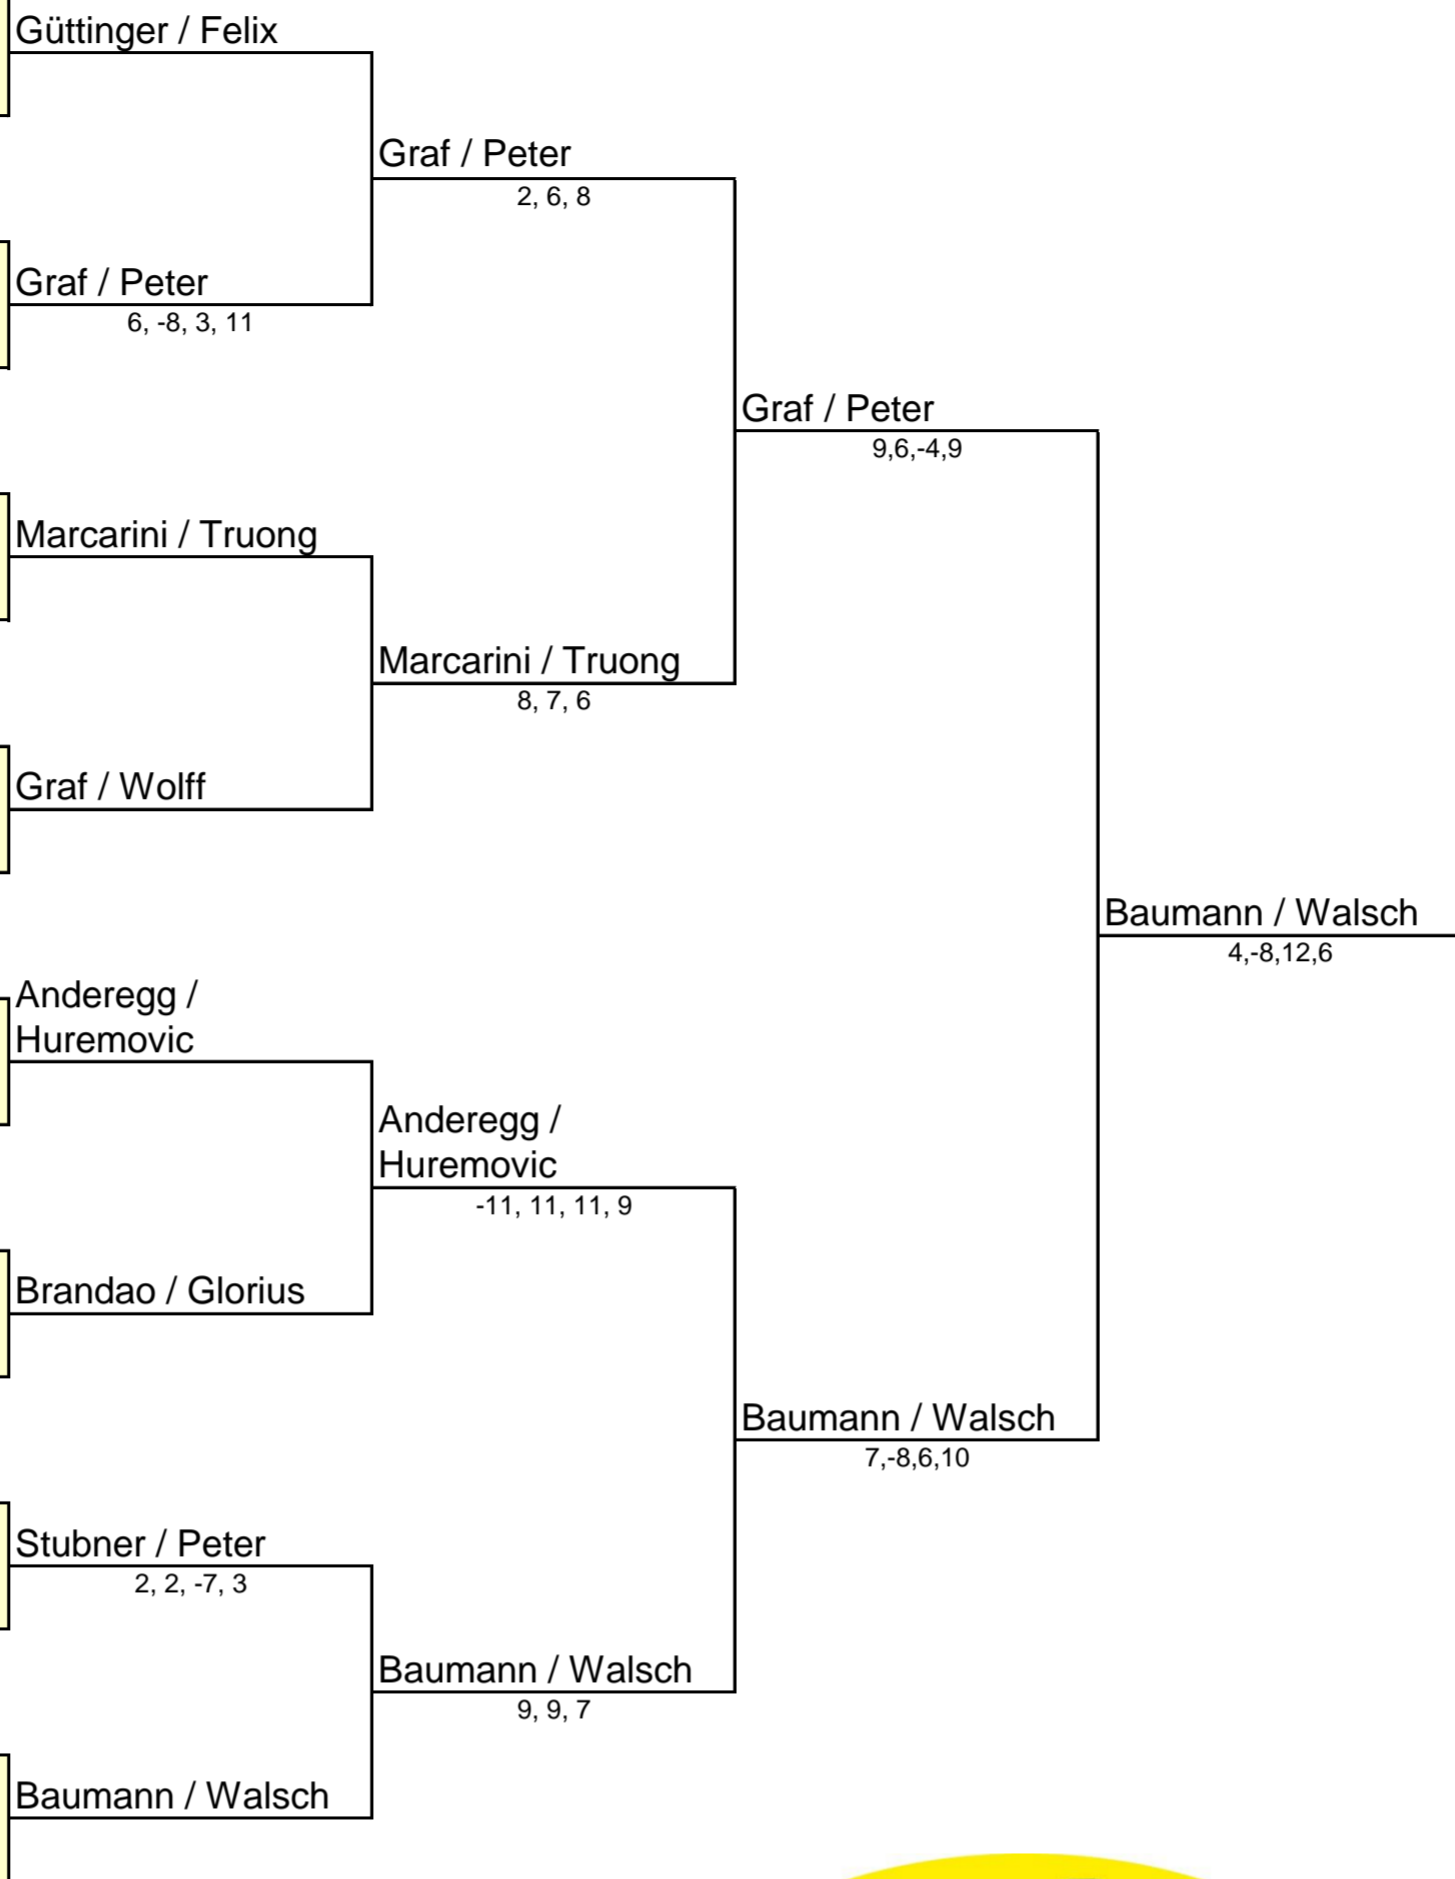 Güttinger / Felix
Graf / Peter
2, 6, 8
Graf / Peter
6, -8, 3, 11
Graf / Peter
9,6,-4,9
Marcarini / Truong
Marcarini / Truong
8, 7, 6
Graf / Wolff
Baumann / Walsch
4,-8,12,6
Anderegg /
Huremovic
Anderegg /
Huremovic
-11, 11, 11, 9
Brandao / Glorius
Baumann / Walsch
7,-8,6,10
Stubner / Peter
2, 2, -7, 3
Baumann / Walsch
9, 9, 7
Baumann / Walsch